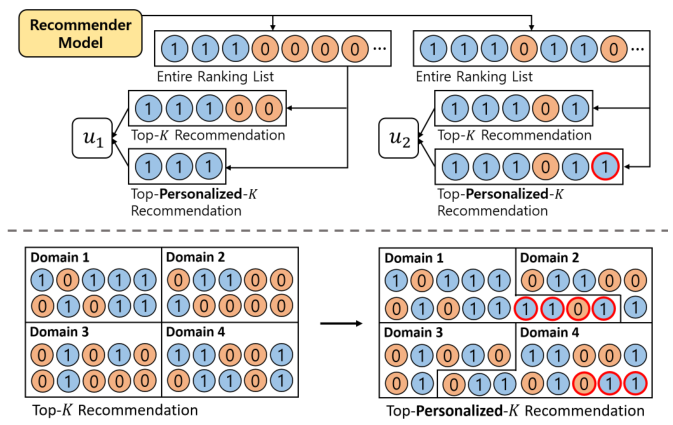 Recommender
Model
1 1 1 0 0 0 0 ...
1 1 1 0 1 1 0 ...
Entire Ranking List
Entire Ranking List
1 1 1 0 0
1 1 1 0 1
Top-K Recommendation
Top-K Recommendation
u1
u2
1 1 1
1 1 1 0 1 1
Top-Personalized-K
Recommendation
Top-Personalized-K
Recommendation
Domain 1
1 0 1 1 1
0 1 0 1 1
Domain 2
0 1 1 0 0
1 0 0 0 0
Domain 3
0 1 0 1 0
0 1 0 0 0
Domain 4
1 1 0 0 1
0 1 1 0 1
Top-K Recommendation
Domain 1
1 0 1 1 1
0 1 0 1 1 1 1 0 1
Domain 2
0 1 1 0 0
1
Domain 3
0 1 0 1 0
0 1
Domain 4
1 1 0 0 1
0 1 1
0 1 1
Top-Personalized-K Recommendation